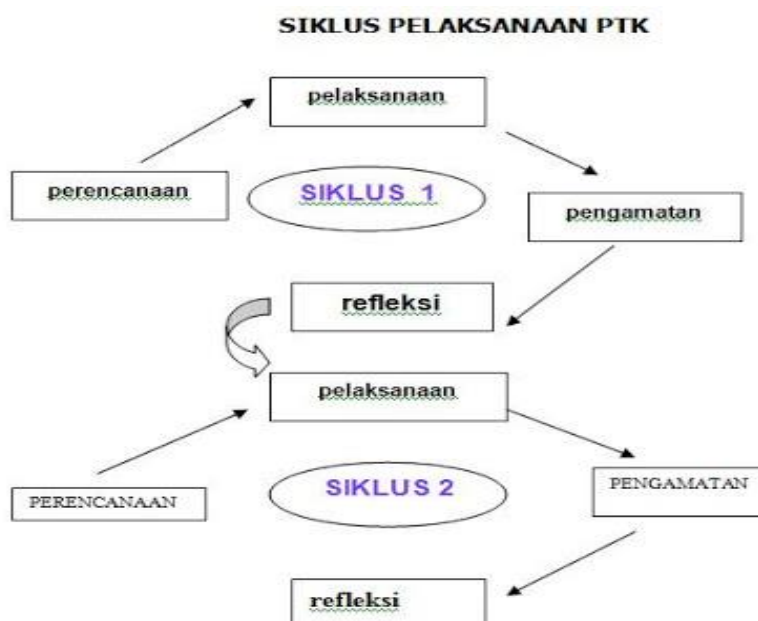 SIKLUS PELAKSANAAN PTK
pelaksanaan
perencanaan
SIKLUS 1
pengamatan
refleksi
pelaksanaan
PERENCANAAN
SIKLUS 2
PENGAMATAN
refleksi